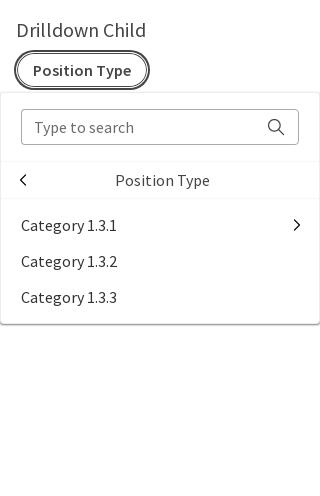 Drilldown Child
Position Type
Type to search
Position Type
Category 1.3.1
Category 1.3.2
Category 1.3.3